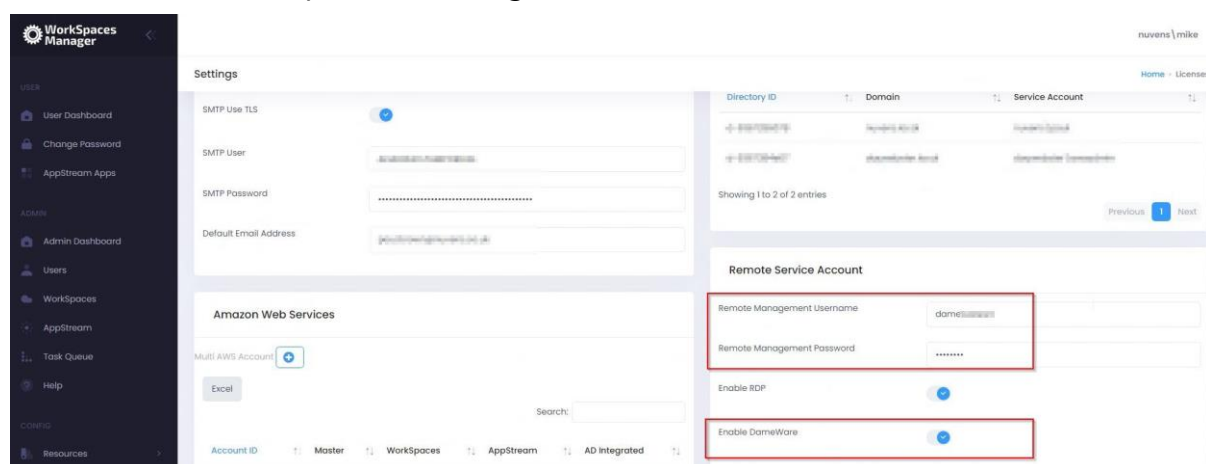 WorkSpaces
Manager
nuvens\mike
Settings
Home - License
USER
User Dashboard
Change Password
AppStream Apps
ADMIN
Admin Dashboard
Users
WorkSpaces
AppStream
Task Queue
Help
CONFIG
Resources
SMTP Use TLS
SMTP User
SMTP Password
Default Email Address
Amazon Web Services
Multi AWS Account
Excel
Search:
Account ID Master WorkSpaces AppStream AD Integrated
Directory ID Domain Service Account
Showing 1 to 2 of 2 entries
Previous 1 Next
Remote Service Account
Remote Management Username
dame
Remote Management Password
Enable RDP
Enable DameWare